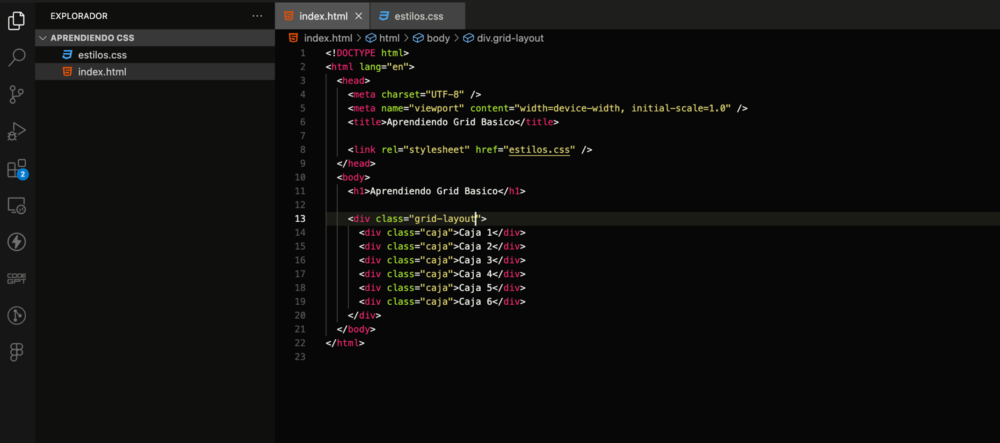 EXPLORADOR ...
APRENDIENDO CSS
estilos.css
index.html
2
CODE
GPT
index.html estilos.css
index.html > html > body > div.grid-layout
1 <!DOCTYPE html>
2 <html lang="en">
3 <head>
4 <meta charset="UTF-8" />
5 <meta name="viewport" content="width=device-width, initial-scale=1.0" />
6 <title>Aprendiendo Grid Basico</title>
7
8 <link rel="stylesheet" href="estilos.css" />
9 </head>
10 <body>
11 <h1>Aprendiendo Grid Basico</h1>
12
13 <div class="grid-layout">
14 <div class="caja">Caja 1</div>
15 <div class="caja">Caja 2</div>
16 <div class="caja">Caja 3</div>
17 <div class="caja">Caja 4</div>
18 <div class="caja">Caja 5</div>
19 <div class="caja">Caja 6</div>
20 </div>
21 </body>
22 </html>
23